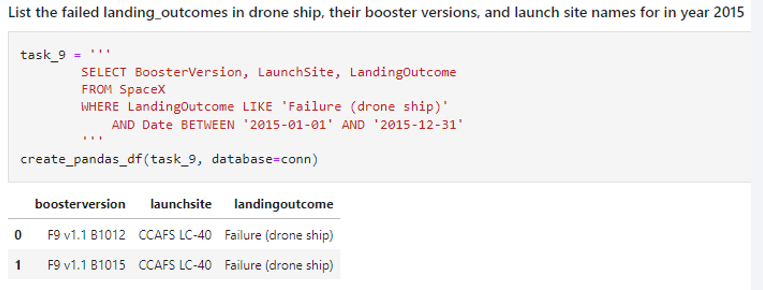 List the failed landing_outcomes in drone ship, their booster versions, and launch site names for in year 2015
task_9 = '''
SELECT BoosterVersion, LaunchSite, LandingOutcome
FROM SpaceX
WHERE LandingOutcome LIKE 'Failure (drone ship)'
AND Date BETWEEN '2015-01-01' AND '2015-12-31'
'''
create_pandas_df(task_9, database=conn)
boosterversion launchsite landingoutcome
0 F9 v1.1 B1012 CCAFS LC-40 Failure (drone ship)
1 F9 v1.1 B1015 CCAFS LC-40 Failure (drone ship)